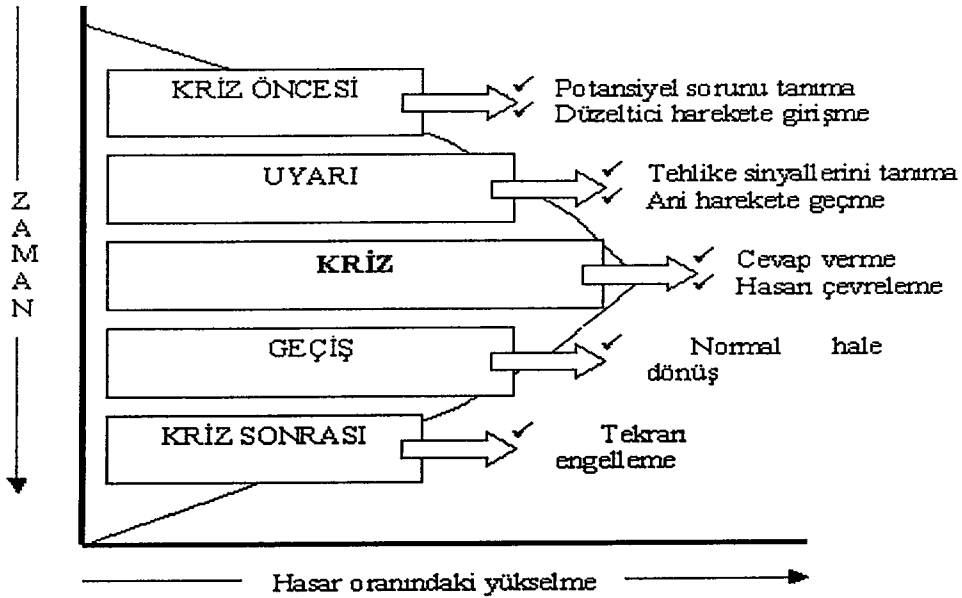 KRİZ ÖNCESİ
Potansiyel sorunu tanıma
Düzeltici harekete girişme
UYARI
Tehlike sinyallerini tanıma
Ani harekete geçme
KRİZ
Cevap verme
Hasarı çevreleme
GEÇİŞ
Normal hale
dönüş
KRİZ SONRASI
Tekrarı
engelleme
Z
A
M
A
N
Hasar oranındaki yükselme